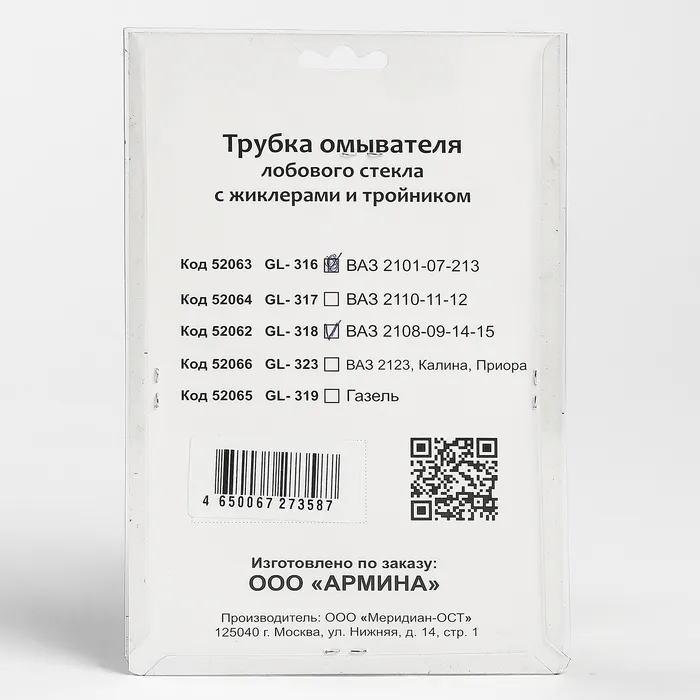 Трубка омывателя
лобового стекла
с жиклерами и тройником
Код 52063 GL- 316 ВАЗ 2101-07-213
Код 52064 GL- 317 ВАЗ 2110-11-12
Код 52062 GL- 318 ВАЗ 2108-09-14-15
Код 52066 GL- 323 ВАЗ 2123, Калина, Приора
Код 52065 GL- 319 Газель
4 650067 273587
Изготовлено по заказу:
ООО «АРМИНА»
Производитель: ООО «Меридиан-ОСТ»
125040 г. Москва, ул. Нижняя, д. 14, стр. 1